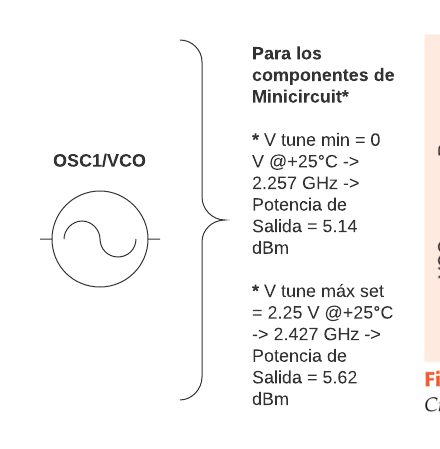 OSC1/VCO
Para los
componentes de
Minicircuit*
* V tune min = 0
V @+25°C ->
2.257 GHz ->
Potencia de
Salida = 5.14
dBm
* V tune máx set
= 2.25 V @+25°C
-> 2.427 GHz ->
Potencia de
Salida = 5.62
dBm